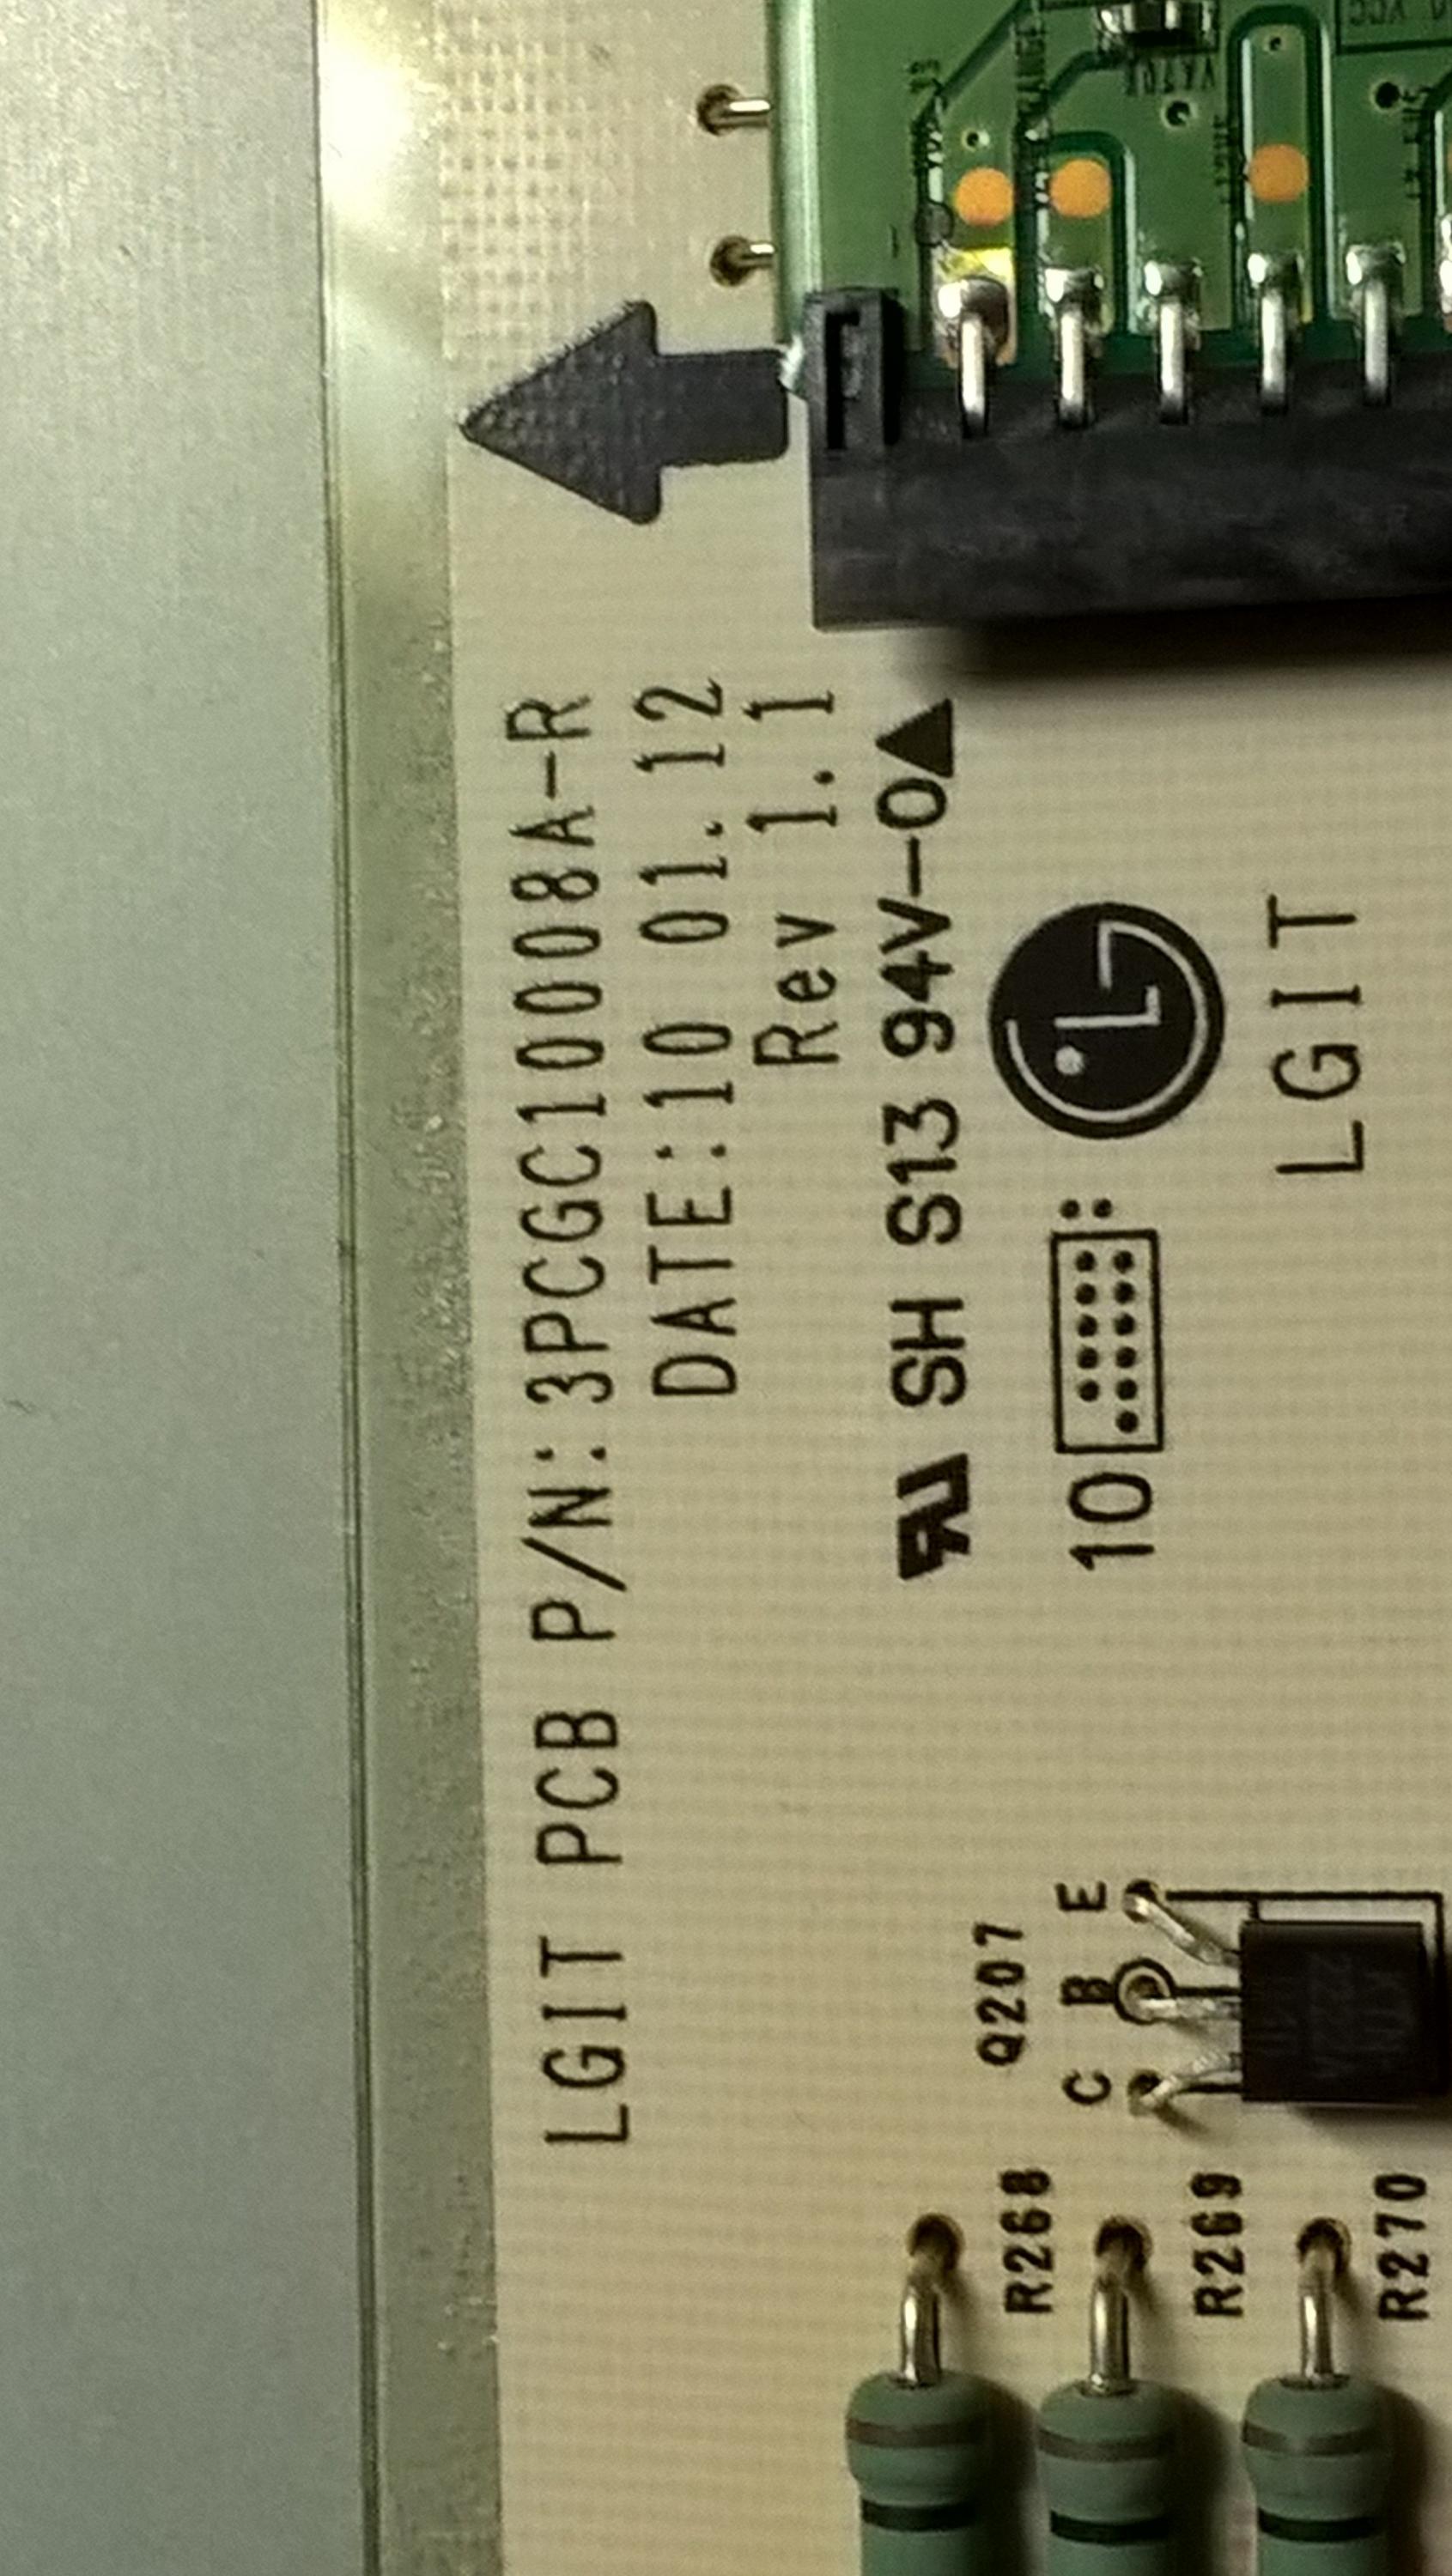 LGIT PCB P/N:3PCGC10008A-R
DATE:10 01.12
Rev 1.1
SH S13 94V-0
10
LGIT
Q207
C B E
R268
R269
R270